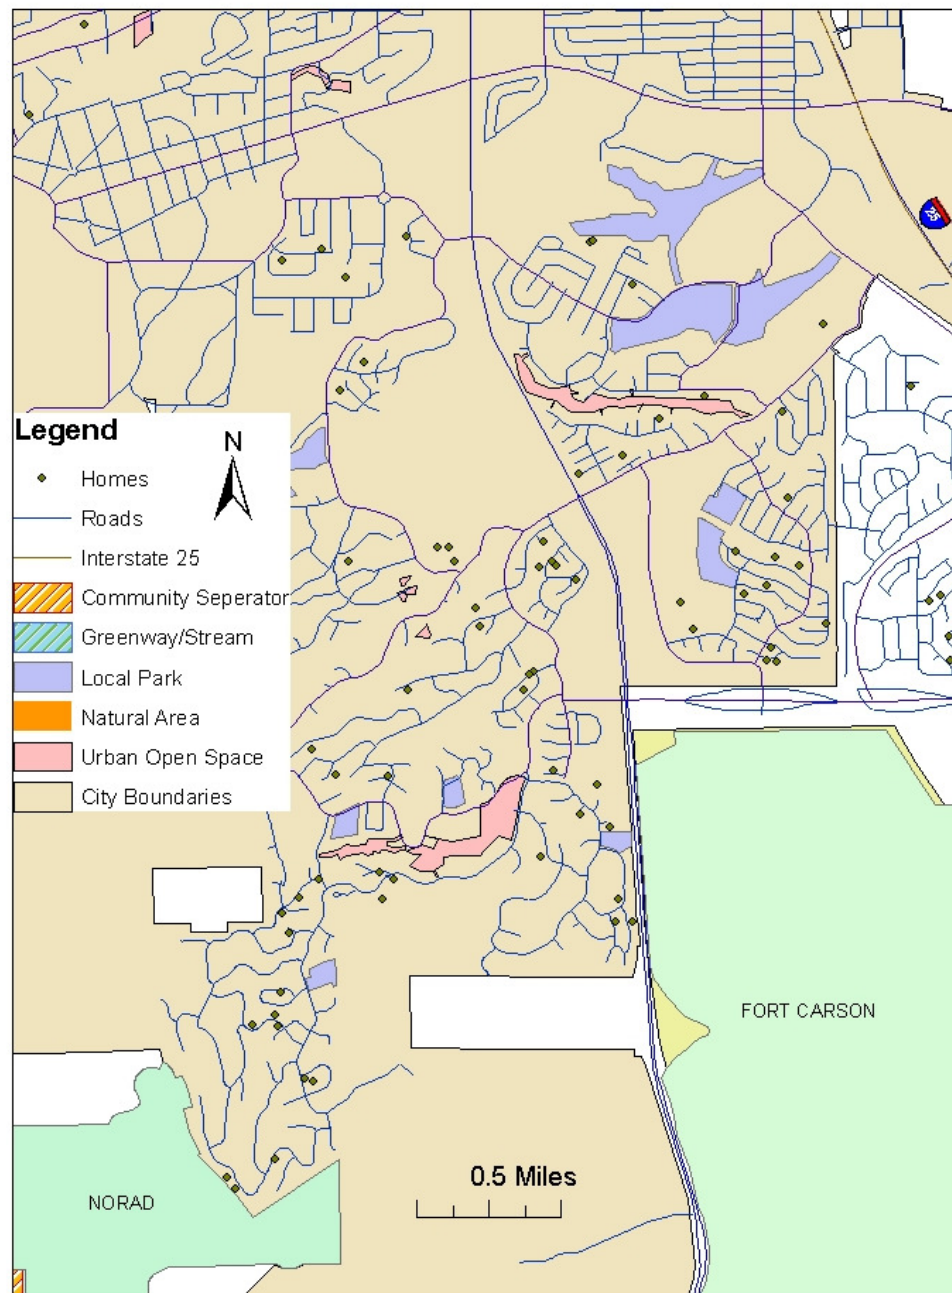 25
Legend
N
Homes
Roads
Interstate 25
Community Seperator
Greenway/Stream
Local Park
Natural Area
Urban Open Space
City Boundaries
FORT CARSON
0.5 Miles
NORAD